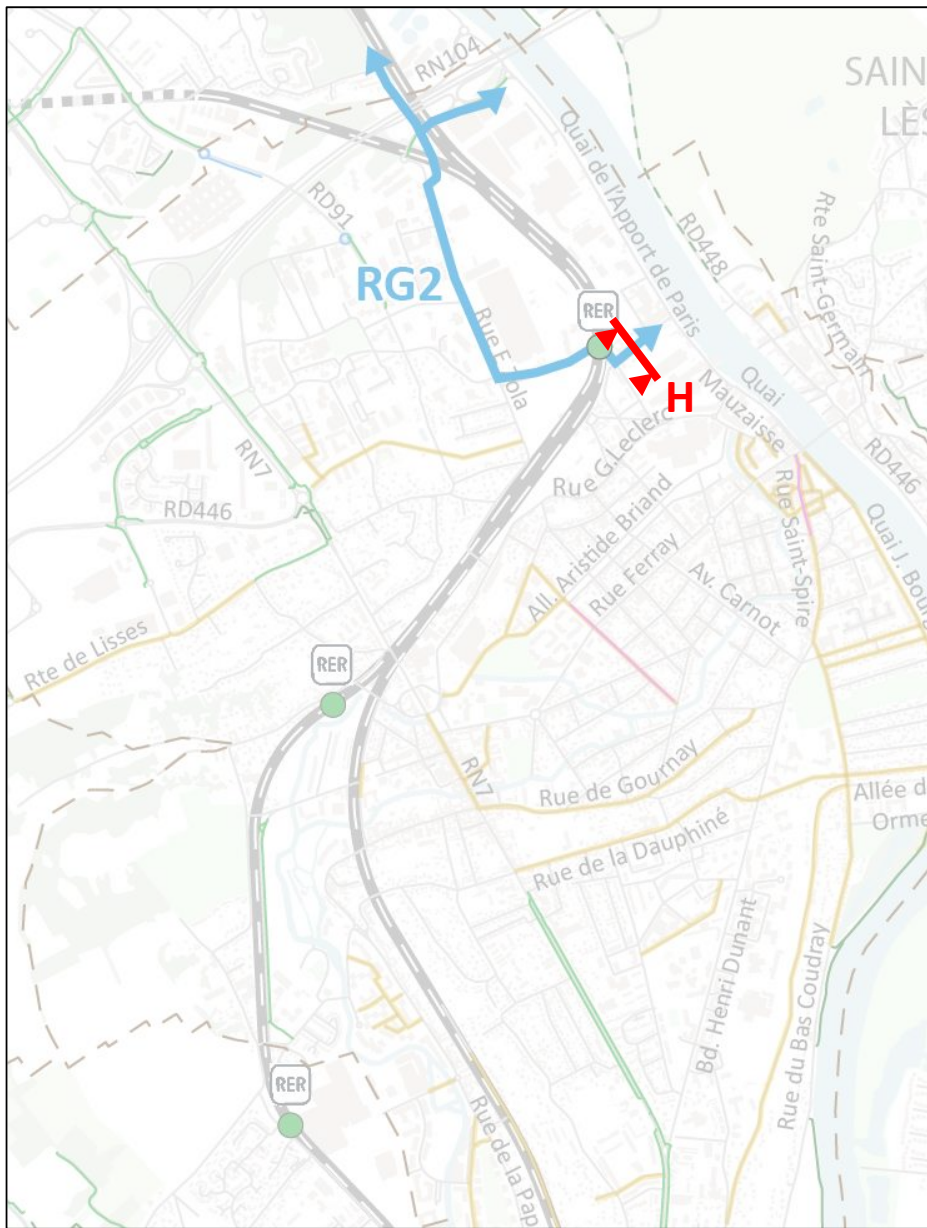 RN104
SAIN
LÈS
Quai de l'Apport de Paris
RD448
Rte Saint-Germain
RD91
RG2
RER
Rue E. Zola
H
Quai
Mauzaisse
Rue G.Leclerc
RD446
RN7
RD446
All. Aristide Briand
Rue Ferray
Av. Carnot
Rue Saint-Spire
Quai J. Bour
Rte de Lisses
RER
RN7
Rue de Gournay
Allée d
Orme
Rue de la Dauphiné
Bd. Henri Dunant
Rue du Bas Coudray
RER
Rue de la Pap